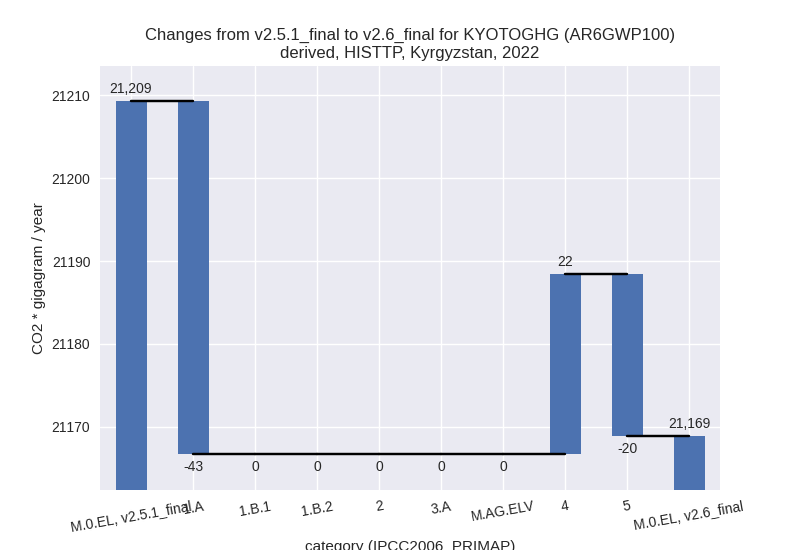 Changes from v2.5.1_final to v2.6_final for KYOTOGHG (AR6GWP100)
derived, HISTTP, Kyrgyzstan, 2022
CO2 * gigagram / year
21210
21200
21190
21180
21170
21,209
-43
0
0
0
0
0
22
-20
21,169
M.0.EL, v2.5.1_final
1.A
1.B.1
1.B.2
2
3.A
M.AG.ELV
4
5
M.0.EL, v2.6_final
category (IPCC2006_PRIMAP)